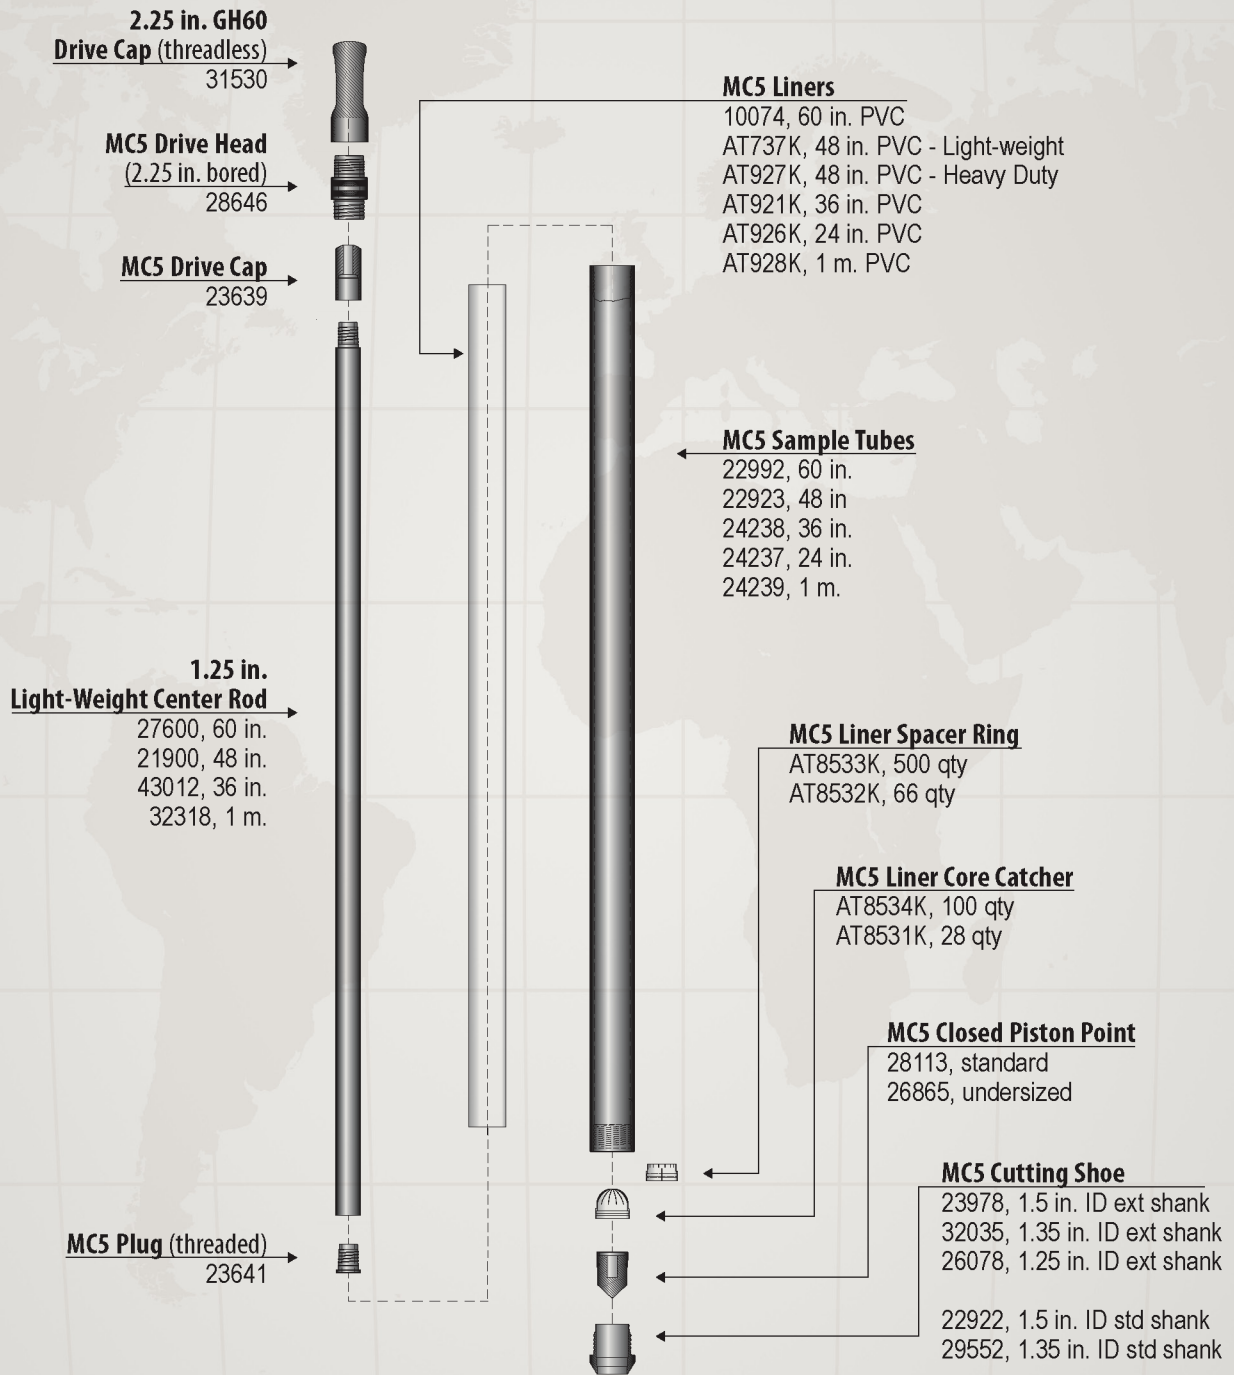 2.25 in. GH60
Drive Cap (threadless)
31530
MC5 Drive Head
(2.25 in. bored)
28646
MC5 Drive Cap
23639
1.25 in.
Light-Weight Center Rod
27600, 60 in.
21900, 48 in.
43012, 36 in.
32318, 1 m.
MC5 Plug (threaded)
23641
MC5 Liners
10074, 60 in. PVC
AT737K, 48 in. PVC - Light-weight
AT927K, 48 in. PVC - Heavy Duty
AT921K, 36 in. PVC
AT926K, 24 in. PVC
AT928K, 1 m. PVC
MC5 Sample Tubes
22992, 60 in.
22923, 48 in
24238, 36 in.
24237, 24 in.
24239, 1 m.
MC5 Liner Spacer Ring
AT8533K, 500 qty
AT8532K, 66 qty
MC5 Liner Core Catcher
AT8534K, 100 qty
AT8531K, 28 qty
MC5 Closed Piston Point
28113, standard
26865, undersized
MC5 Cutting Shoe
23978, 1.5 in. ID ext shank
32035, 1.35 in. ID ext shank
26078, 1.25 in. ID ext shank
22922, 1.5 in. ID std shank
29552, 1.35 in. ID std shank